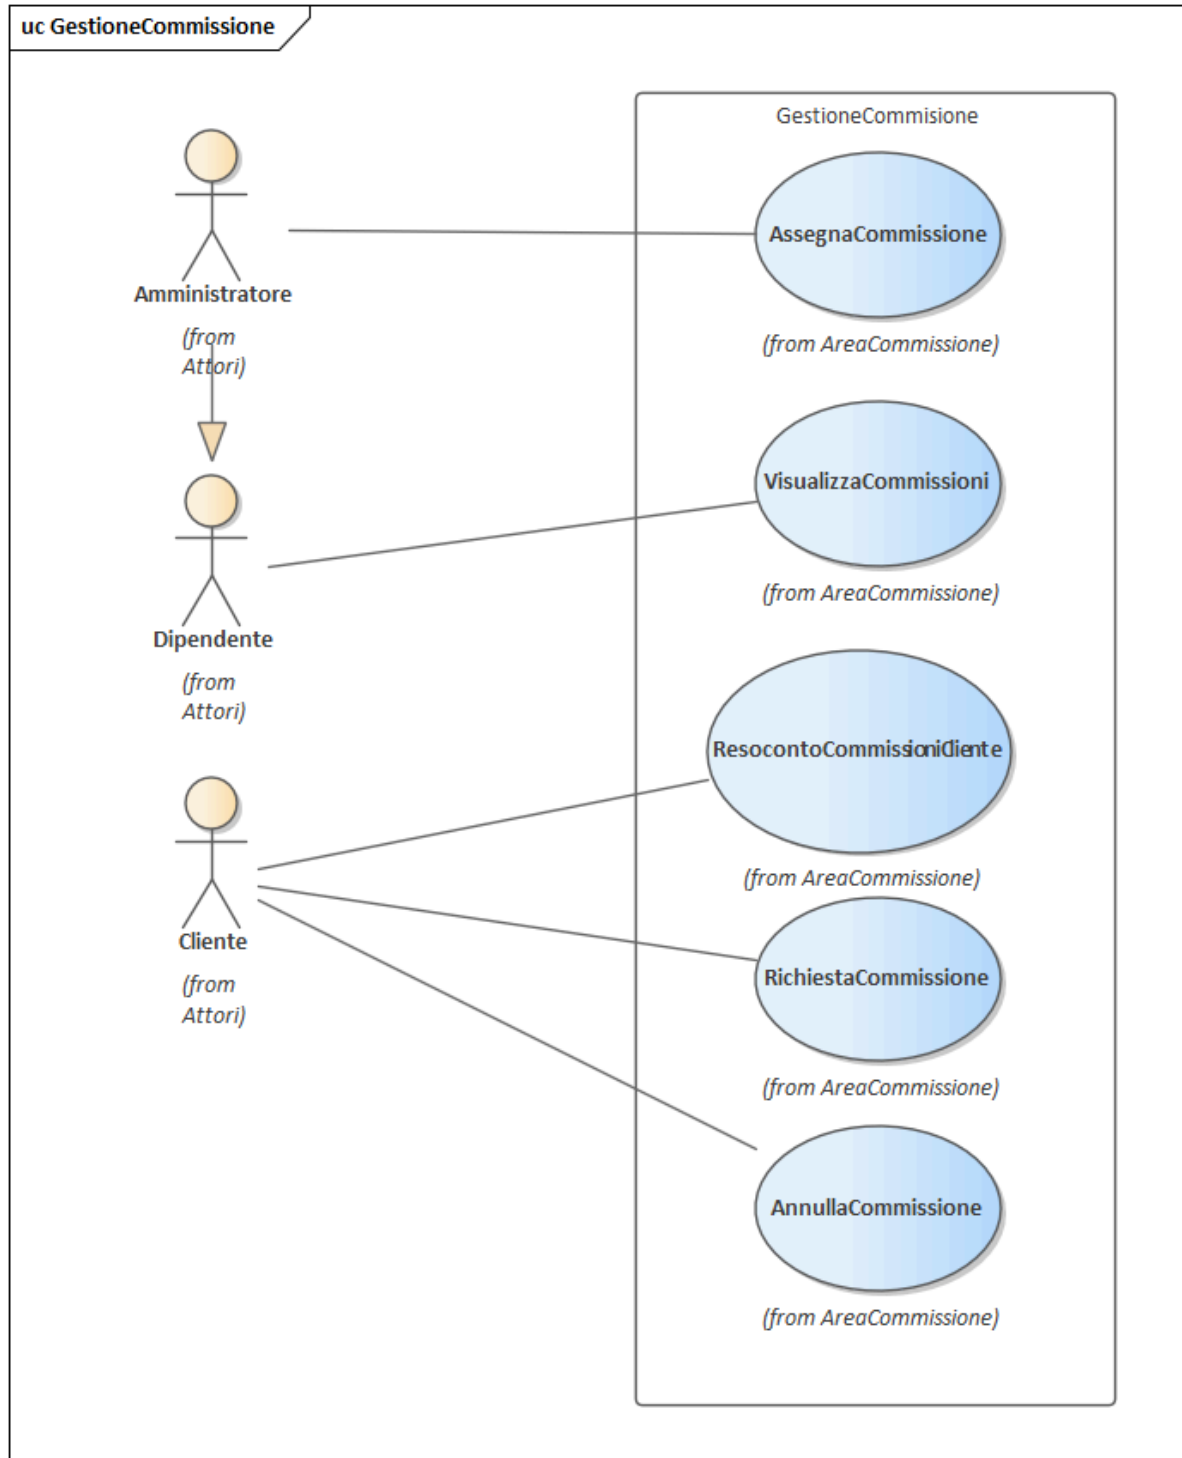 uc GestioneCommissione
GestioneCommisione
Amministratore
(from
Attori)
AssegnaCommissione
(from AreaCommissione)
Dipendente
(from
Attori)
VisualizzaCommissioni
(from AreaCommissione)
ResocontoCommissioniCliente
(from AreaCommissione)
Cliente
(from
Attori)
RichiestaCommissione
(from AreaCommissione)
AnnullaCommissione
(from AreaCommissione)